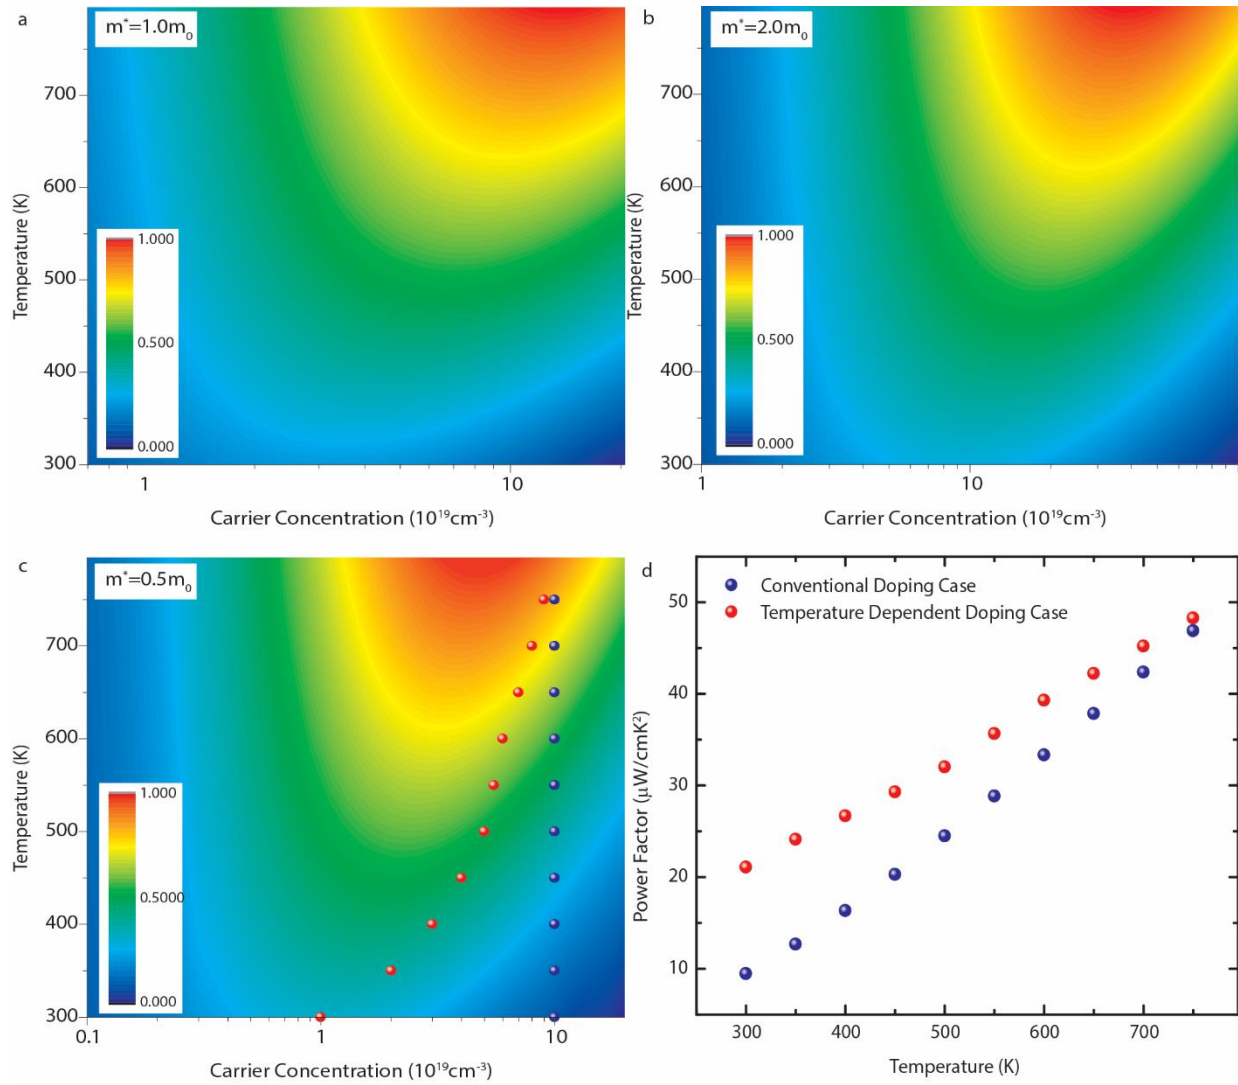 a
m*=1.0m₀
700
600
500
400
300
Temperature (K)
1.000
0.500
0.000
1
10
Carrier Concentration (10¹⁹cm⁻³)
b
m*=2.0m₀
700
600
500
400
300
Temperature (K)
1.000
0.500
0.000
1
10
Carrier Concentration (10¹⁹cm⁻³)
c
m*=0.5m₀
700
600
500
400
300
Temperature (K)
1.000
0.5000
0.000
0.1
1
10
Carrier Concentration (10¹⁹cm⁻³)
d
Conventional Doping Case
Temperature Dependent Doping Case
50
40
30
20
10
Power Factor (μW/cmK²)
300
400
500
600
700
Temperature (K)